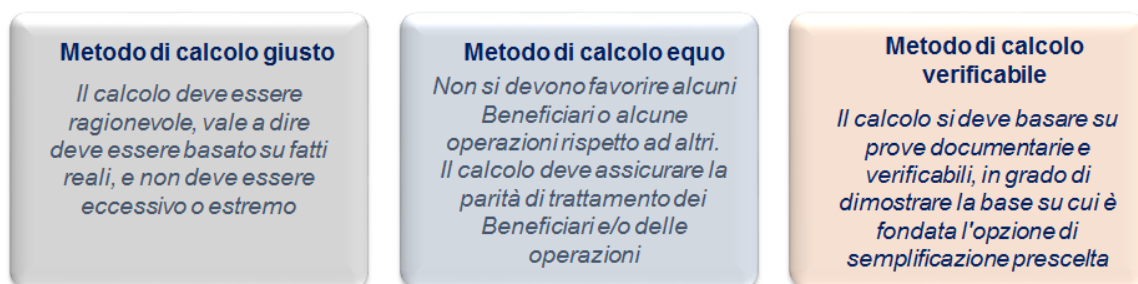 Metodo di calcolo giusto
Il calcolo deve essere
ragionevole, vale a dire
deve essere basato su fatti
reali, e non deve essere
eccessivo o estremo
Metodo di calcolo equo
Non si devono favorire alcuni
Beneficiari o alcune
operazioni rispetto ad altri.
Il calcolo deve assicurare la
parità di trattamento dei
Beneficiari e/o delle
operazioni
Metodo di calcolo
verificabile
Il calcolo si deve basare su
prove documentarie e
verificabili, in grado di
dimostrare la base su cui è
fondata l'opzione di
semplificazione prescelta